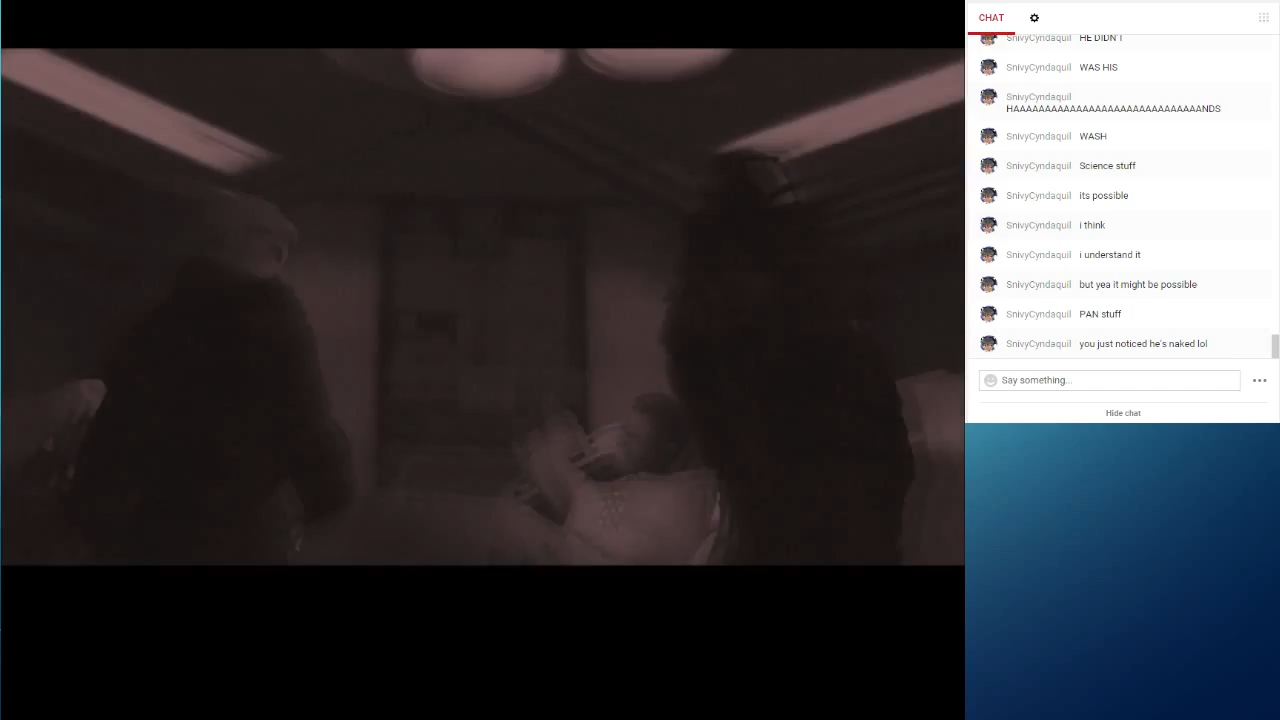 CHAT
SnivyCyndaquil HE DIDN'T
SnivyCyndaquil WAS HIS
SnivyCyndaquil
HAAAAAAAAAAAAAAAAAAAAAAAAAAAAAANDS
SnivyCyndaquil WASH
SnivyCyndaquil Science stuff
SnivyCyndaquil its possible
SnivyCyndaquil i think
SnivyCyndaquil i understand it
SnivyCyndaquil but yea it might be possible
SnivyCyndaquil PAN stuff
SnivyCyndaquil you just noticed he's naked lol
Say something...
Hide chat